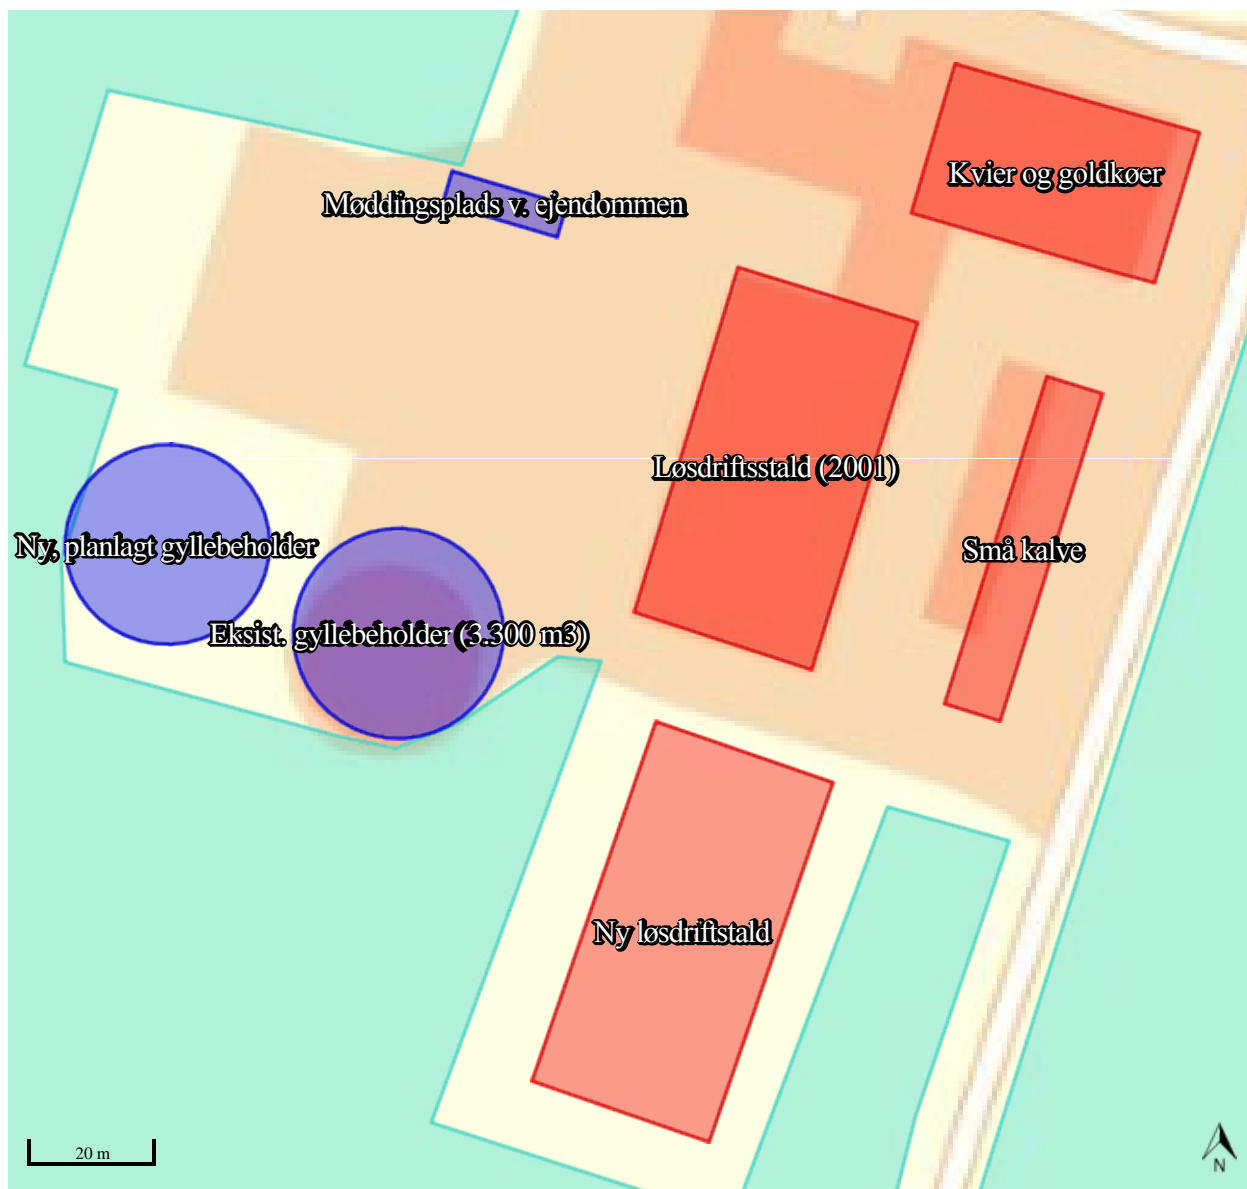 Kvier og goldkøer
Møddingsplads v. ejendommen
Løsdriftsstald (2001)
Ny, planlagt gyllebeholder
Små kalve
Eksist. gyllebeholder (3.300 m3)
Ny løsdriftstald
20 m
N